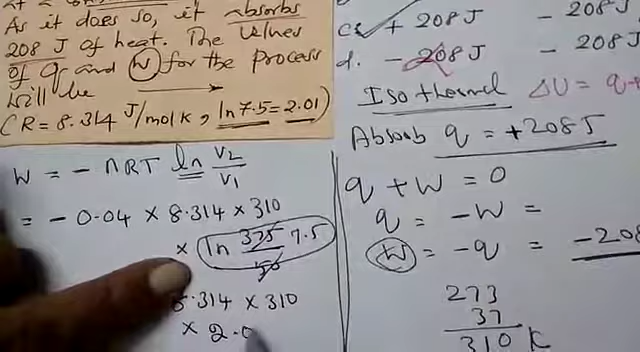 As it does so, it absorbs
208 J of heat. The values
of q and W for the process
will be
(R = 8.314 J/mol K, ln 7.5 = 2.01)
W = - nRT ln V2/V1
= - 0.04 × 8.314 × 310
× ln 375/50 7.5
8.314 × 310
× 2.0
c. + 208 J - 208 J
d. - 208 J - 208 J
Isothermal ΔU = q+
Absorb q = +208 J
q + W = 0
q = -W =
W = -q = -208
273
37
310 K